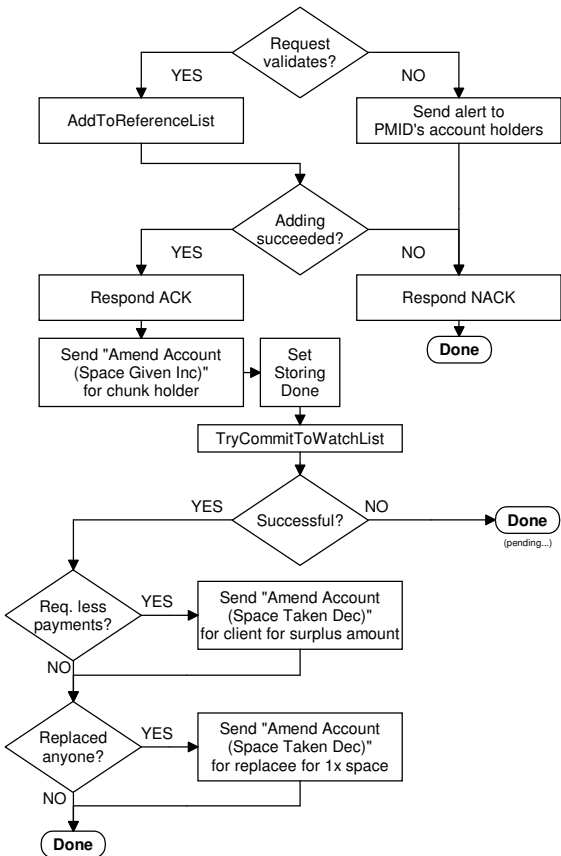 Request
validates?
YES
NO
AddToReferenceList
Send alert to
PMID's account holders
Adding
succeeded?
YES
NO
Respond ACK
Respond NACK
Done
Send "Amend Account
(Space Given Inc)"
for chunk holder
Set
Storing
Done
TryCommitToWatchList
Successful?
YES
NO
Done
(pending...)
Req. less
payments?
YES
NO
Send "Amend Account
(Space Taken Dec)"
for client for surplus amount
Replaced
anyone?
YES
NO
Send "Amend Account
(Space Taken Dec)"
for replacee for 1x space
Done